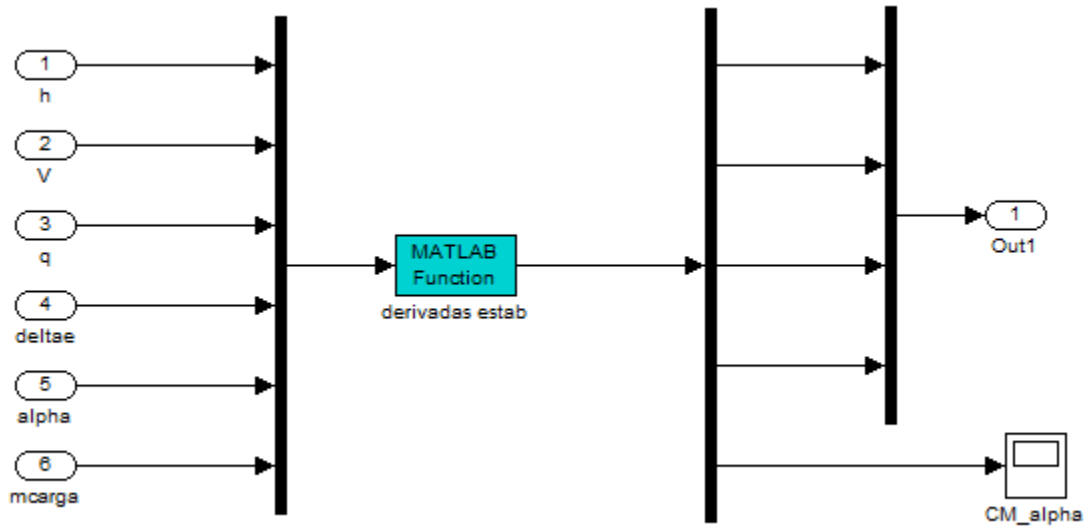 1
h
2
V
3
q
4
deltae
5
alpha
6
mcarga
MATLAB
Function
derivadas estab
1
Out1
CM_alpha